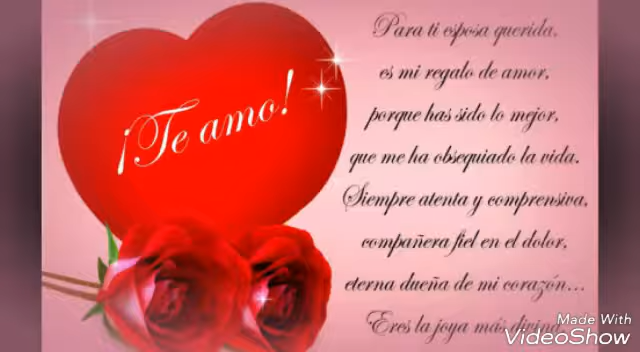 ¡Te amo!
Para ti esposa querida,
es mi regalo de amor,
porque has sido lo mejor,
que me ha obsequiado la vida.
Siempre atenta y comprensiva,
compañera fiel en el dolor,
eterna dueña de mi corazón...
Eres la joya más divina
Made With
VideoShow